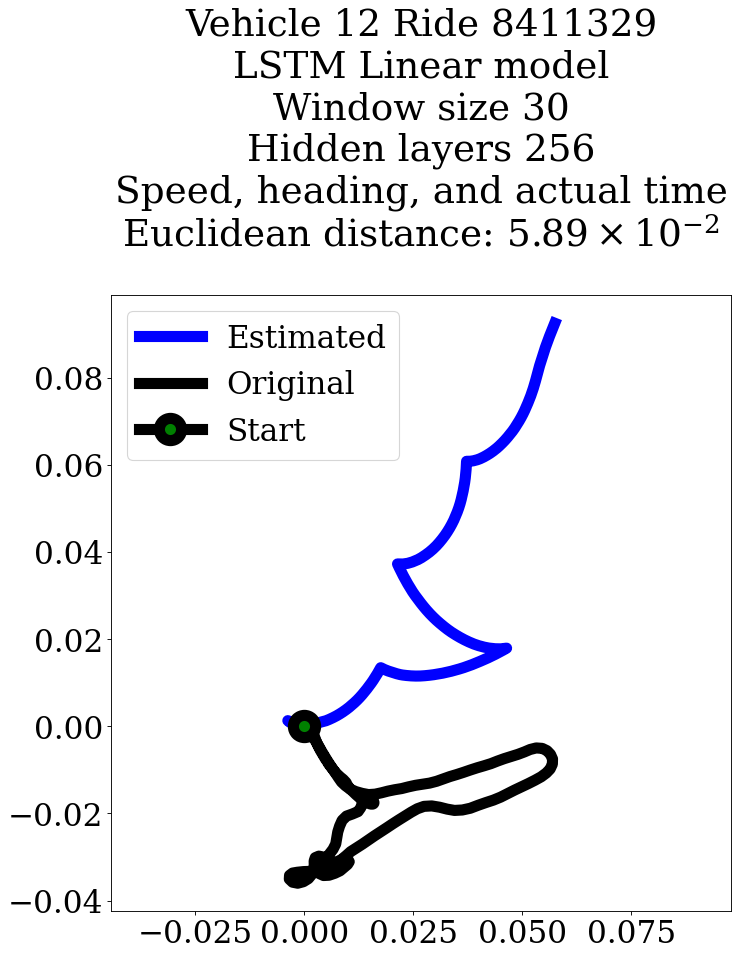 Vehicle 12 Ride 8411329
LSTM Linear model
Window size 30
Hidden layers 256
Speed, heading, and actual time
Euclidean distance: 5.89 × 10⁻²
Estimated
Original
Start
0.08
0.06
0.04
0.02
0.00
−0.02
−0.04
−0.025 0.000 0.025 0.050 0.075